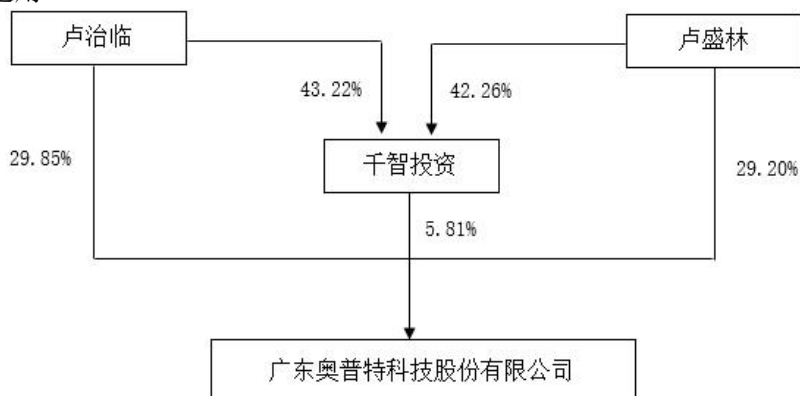 卢治临
卢盛林
43.22%
42.26%
29.85%
千智投资
29.20%
5.81%
广东奥普特科技股份有限公司